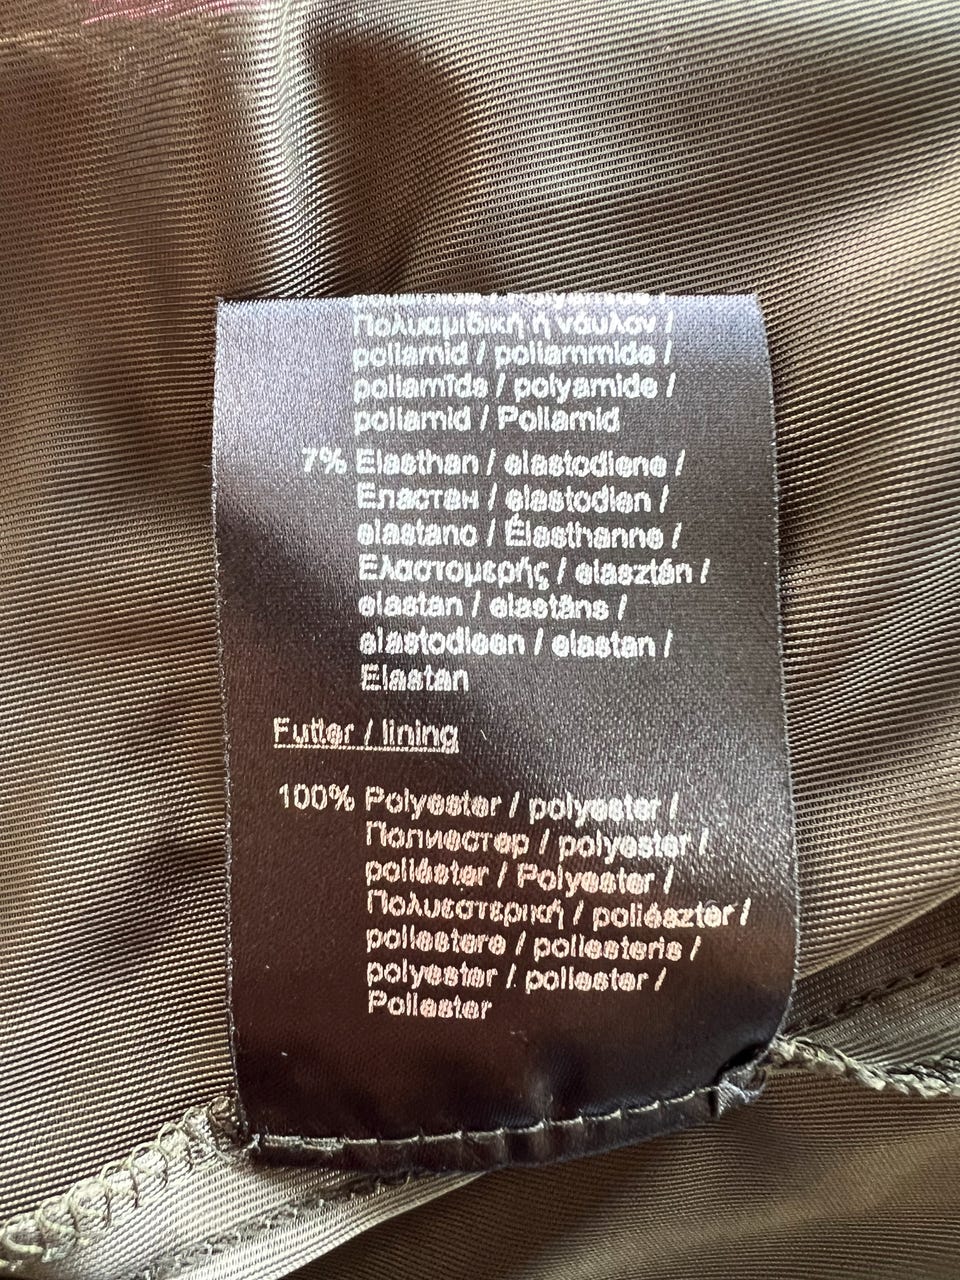 Πολυαμιδική ή νάυλον /
poliamid / poliammide /
poliamīds / polyamide /
poliamid / Poliamid
7% Elasthan / elastodiene /
Еластен / elastodien /
elastano / Élasthanne /
Ελαστομερής / elasztán /
elastan / elastāns /
elastodieen / elastan /
Elastan
Futter / lining
100% Polyester / polyester /
Полиестер / polyester /
poliéster / Polyester /
Πολυεστερική / poliészter /
poliestere / poliesteris /
polyester / poliester /
Poliester